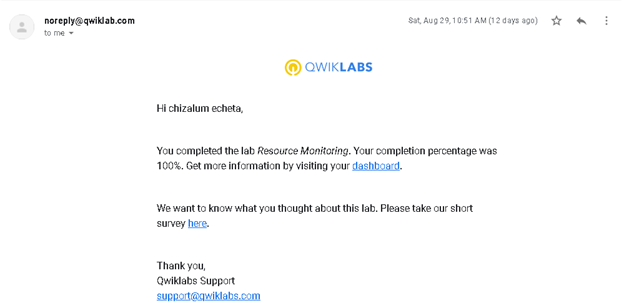 noreply@qwiklab.com
Sat, Aug 29, 10:51 AM (12 days ago)
to me
QWIKLABS
Hi chizalum echeta,
You completed the lab Resource Monitoring. Your completion percentage was
100%. Get more information by visiting your dashboard.
We want to know what you thought about this lab. Please take our short
survey here.
Thank you,
Qwiklabs Support
support@qwiklabs.com